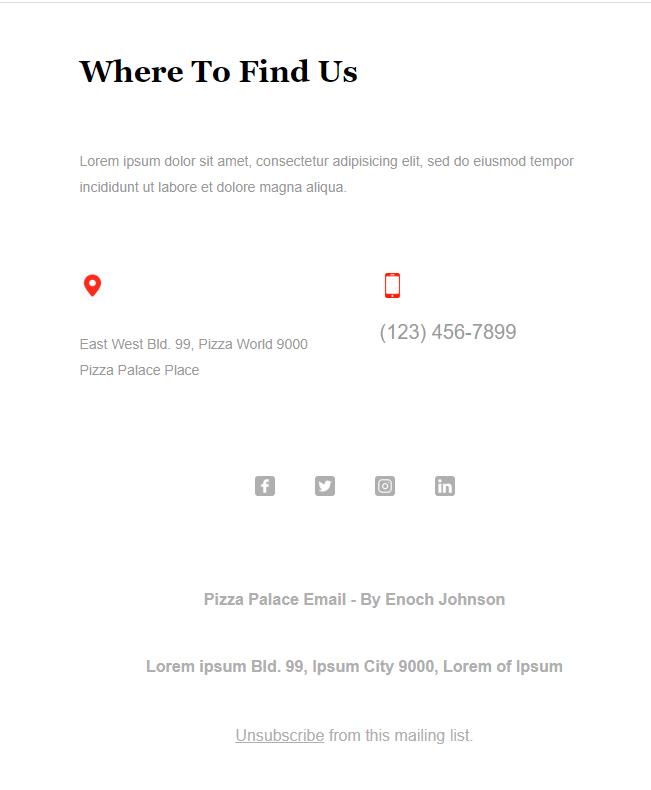 Where To Find Us
Lorem ipsum dolor sit amet, consectetur adipisicing elit, sed do eiusmod tempor
incididunt ut labore et dolore magna aliqua.
East West Bld. 99, Pizza World 9000
Pizza Palace Place
(123) 456-7899
Pizza Palace Email - By Enoch Johnson
Lorem ipsum Bld. 99, Ipsum City 9000, Lorem of Ipsum
Unsubscribe from this mailing list.